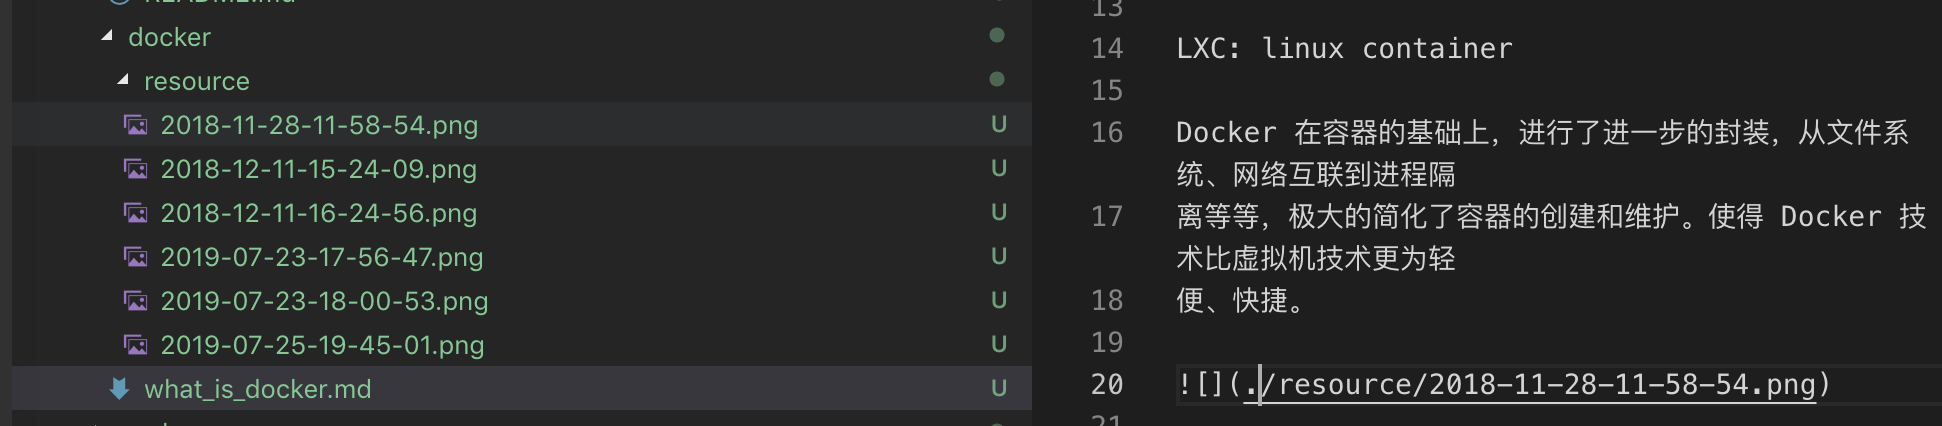 README.md
docker
resource
2018-11-28-11-58-54.png U
2018-12-11-15-24-09.png U
2018-12-11-16-24-56.png U
2019-07-23-17-56-47.png U
2019-07-23-18-00-53.png U
2019-07-25-19-45-01.png U
what_is_docker.md U
13
14 LXC: linux container
15
16 Docker 在容器的基础上，进行了进一步的封装，从文件系
统、网络互联到进程隔
17 离等等，极大的简化了容器的创建和维护。使得 Docker 技
术比虚拟机技术更为轻
18 便、快捷。
19
20 ![](./resource/2018-11-28-11-58-54.png)
21